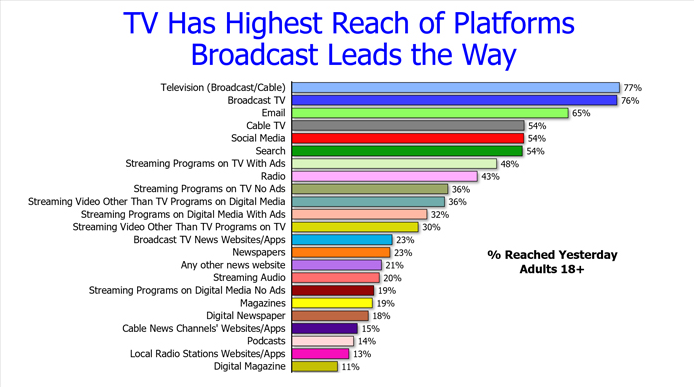 TV Has Highest Reach of Platforms
Broadcast Leads the Way
Television (Broadcast/Cable) 77%
Broadcast TV 76%
Email 65%
Cable TV 54%
Social Media 54%
Search 54%
Streaming Programs on TV With Ads 48%
Radio 43%
Streaming Programs on TV No Ads 36%
Streaming Video Other Than TV Programs on Digital Media 36%
Streaming Programs on Digital Media With Ads 32%
Streaming Video Other Than TV Programs on TV 30%
Broadcast TV News Websites/Apps 23%
Newspapers 23%
Any other news website 21%
Streaming Audio 20%
Streaming Programs on Digital Media No Ads 19%
Magazines 19%
Digital Newspaper 18%
Cable News Channels' Websites/Apps 15%
Podcasts 14%
Local Radio Stations Websites/Apps 13%
Digital Magazine 11%
% Reached Yesterday
Adults 18+